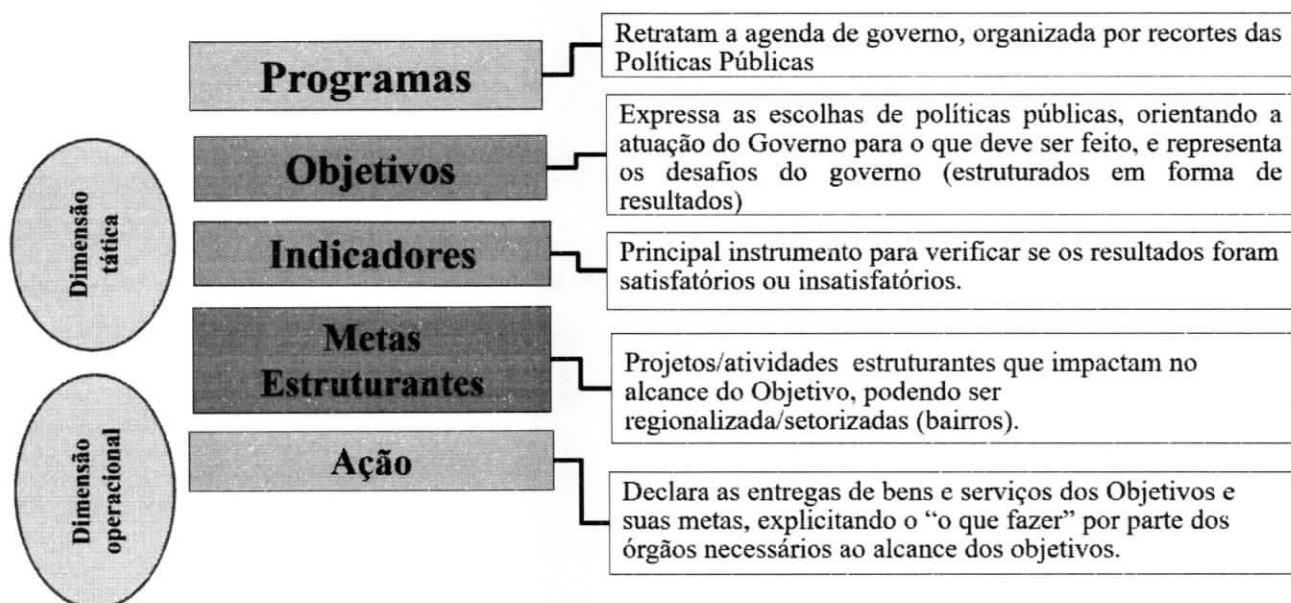 Programas
Retratam a agenda de governo, organizada por recortes das
Políticas Públicas
Dimensão
tática
Objetivos
Expressa as escolhas de políticas públicas, orientando a
atuação do Governo para o que deve ser feito, e representa
os desafios do governo (estruturados em forma de
resultados)
Indicadores
Principal instrumento para verificar se os resultados foram
satisfatórios ou insatisfatórios.
Metas
Estruturantes
Projetos/atividades estruturantes que impactam no
alcance do Objetivo, podendo ser
regionalizada/setorizadas (bairros).
Dimensão
operacional
Ação
Declara as entregas de bens e serviços dos Objetivos e
suas metas, explicitando o “o que fazer” por parte dos
órgãos necessários ao alcance dos objetivos.